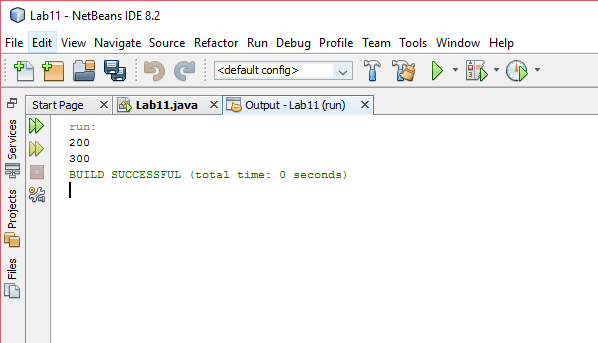 Lab11 - NetBeans IDE 8.2
File Edit View Navigate Source Refactor Run Debug Profile Team Tools Window Help
<default config>
Start Page Lab11.java Output - Lab11 (run)
Services
Projects
Files
run:
200
300
BUILD SUCCESSFUL (total time: 0 seconds)